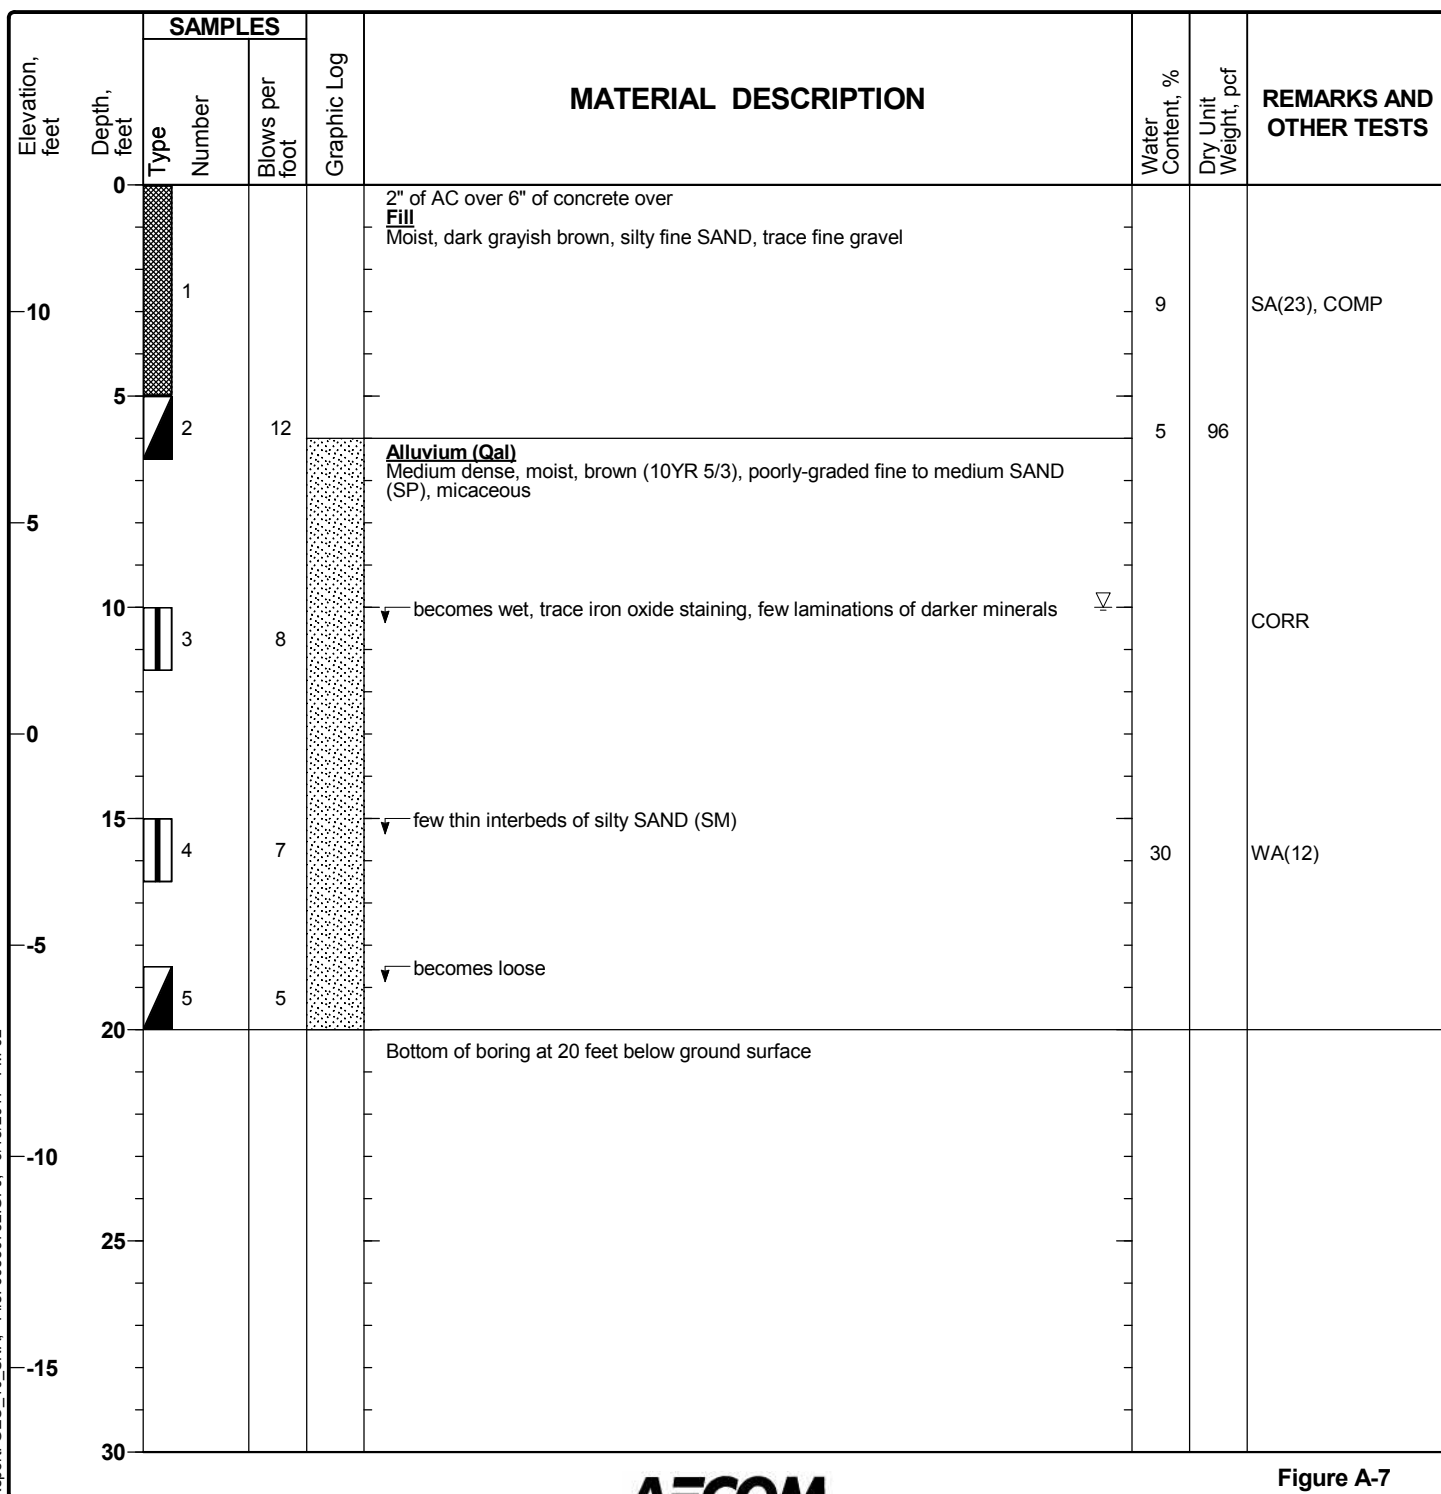 SAMPLES
Elevation,
feet
Depth,
feet
Type
Number
Blows per
foot
Graphic Log
MATERIAL DESCRIPTION
Water
Content, %
Dry Unit
Weight, pcf
REMARKS AND
OTHER TESTS
0
2" of AC over 6" of concrete over
Fill
Moist, dark grayish brown, silty fine SAND, trace fine gravel
1
10
9
SA(23), COMP
5
2
12
5
96
Alluvium (Qal)
Medium dense, moist, brown (10YR 5/3), poorly-graded fine to medium SAND
(SP), micaceous
5
10
becomes wet, trace iron oxide staining, few laminations of darker minerals
3
8
CORR
0
15
few thin interbeds of silty SAND (SM)
4
7
30
WA(12)
-5
becomes loose
5
5
20
Bottom of boring at 20 feet below ground surface
-10
25
-15
30
AECOM
Figure A-7